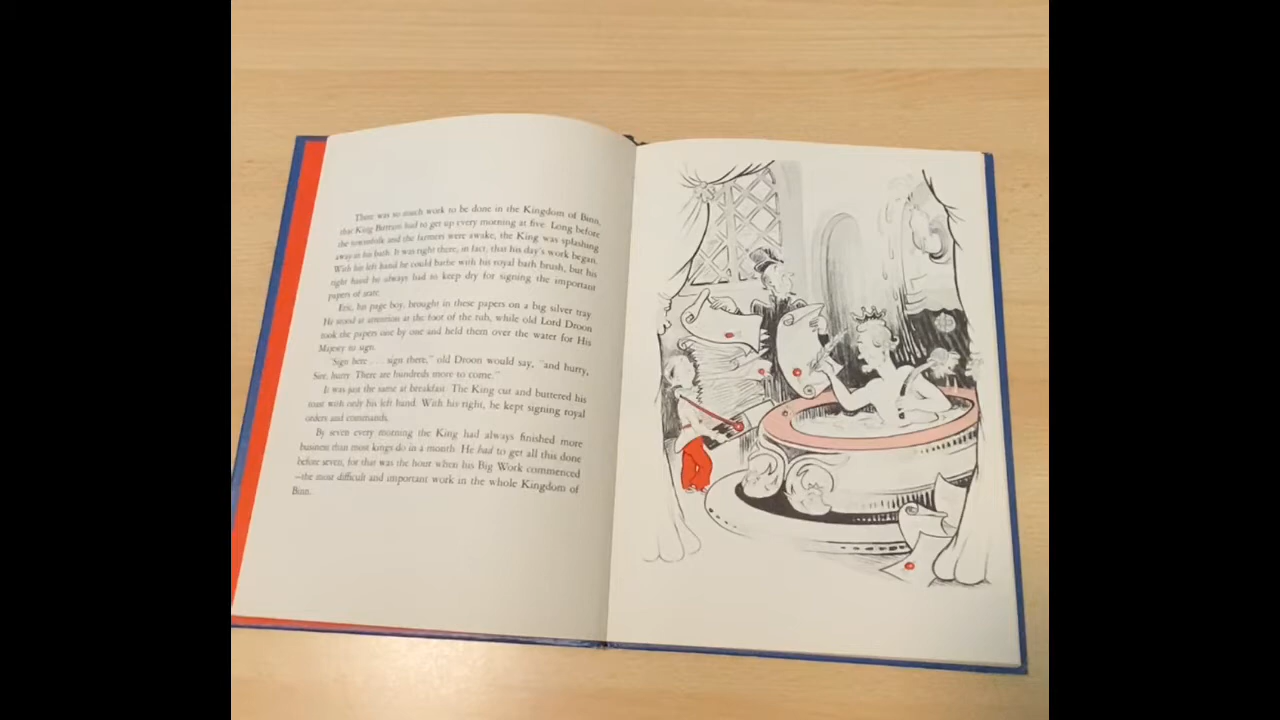 There was so much work to be done in the Kingdom of Binn,
that King Birtram had to get up every morning at five. Long before
the townsfolk and the farmers were awake, the King was splashing
away in his bath. It was right there, in fact, that his day's work began.
With his left hand he could bathe with his royal bath brush, but his
right hand he always had to keep dry for signing the important
papers of state.
Eric, his page boy, brought in these papers on a big silver tray.
He stood at attention at the foot of the tub, while old Lord Droon
took the papers one by one and held them over the water for His
Majesty to sign.
"Sign here . . . sign there," old Droon would say, "and hurry,
Sire, hurry. There are hundreds more to come."
It was just the same at breakfast. The King cut and buttered his
toast with only his left hand. With his right, he kept signing royal
orders and commands.
By seven every morning the King had always finished more
business than most kings do in a month. He had to get all this done
before seven, for that was the hour when his Big Work commenced
—the most difficult and important work in the whole Kingdom of
Binn.